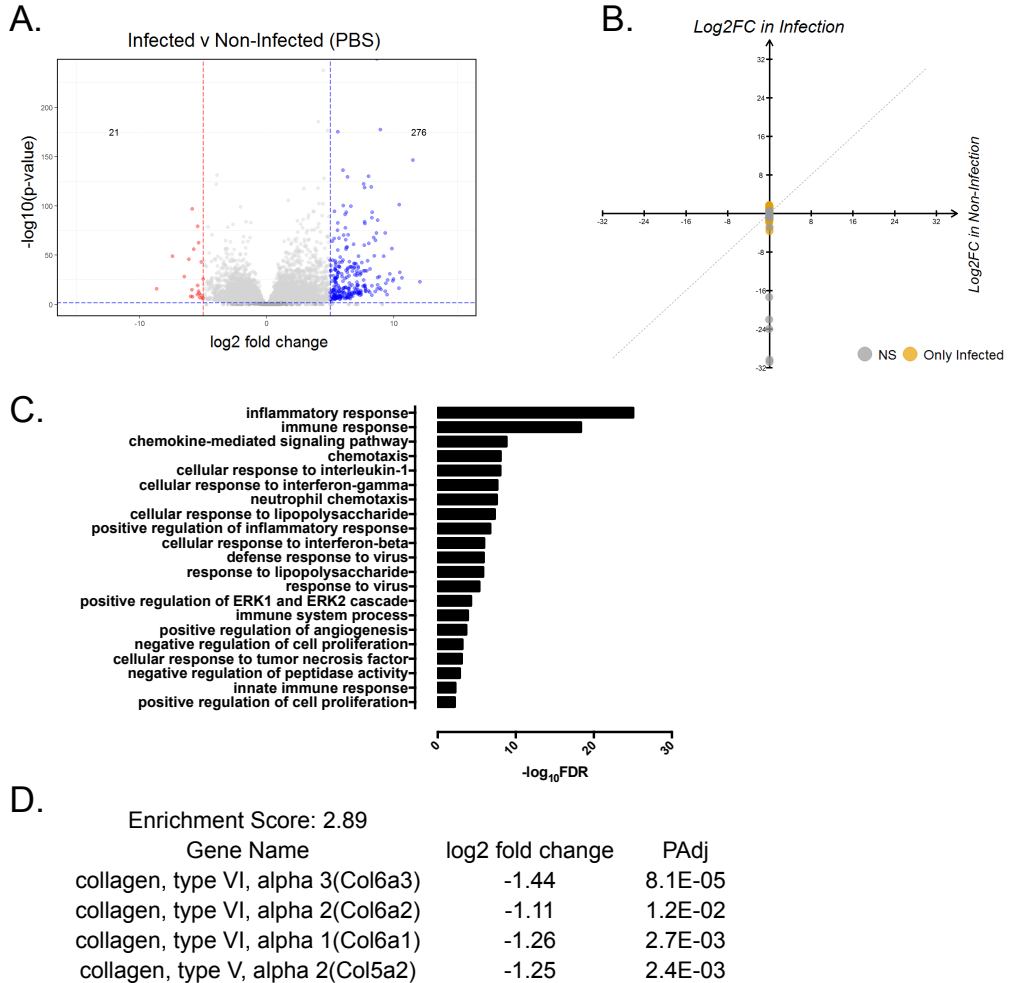 A.
Infected v Non-Infected (PBS)
21
276
200
150
100
50
0
-log10(p-value)
-10
0
10
log2 fold change
B.
Log2FC in Infection
32
24
16
8
-8
-16
-24
-32
-32
-24
-16
-8
8
16
24
32
Log2FC in Non-Infection
NS
Only Infected
C.
inflammatory response
immune response
chemokine-mediated signaling pathway
chemotaxis
cellular response to interleukin-1
cellular response to interferon-gamma
neutrophil chemotaxis
cellular response to lipopolysaccharide
positive regulation of inflammatory response
cellular response to interferon-beta
defense response to virus
response to lipopolysaccharide
response to virus
positive regulation of ERK1 and ERK2 cascade
immune system process
positive regulation of angiogenesis
negative regulation of cell proliferation
cellular response to tumor necrosis factor
negative regulation of peptidase activity
innate immune response
positive regulation of cell proliferation
0
10
20
30
-log10FDR
D.
Enrichment Score: 2.89
Gene Name log2 fold change PAdj
collagen, type VI, alpha 3(Col6a3) -1.44 8.1E-05
collagen, type VI, alpha 2(Col6a2) -1.11 1.2E-02
collagen, type VI, alpha 1(Col6a1) -1.26 2.7E-03
collagen, type V, alpha 2(Col5a2) -1.25 2.4E-03